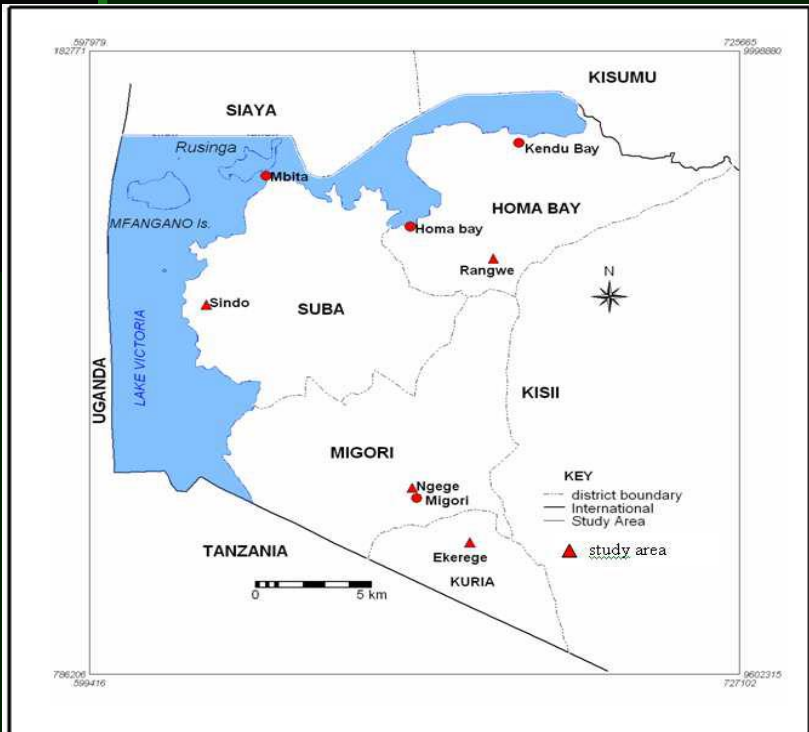 597979.
182771
725665
9998880
KISUMU
SIAYA
Rusinga
Kendu Bay
Mbita
HOMA BAY
MFANGANO Is.
Homa bay
Rangwe
N
Sindo
SUBA
LAKE VICTORIA
UGANDA
KISII
MIGORI
KEY
Ngege
district boundary
Migori
International
Study Area
TANZANIA
Ekerege
study area
KURIA
0 5 km
786206
599416
9602315
727102